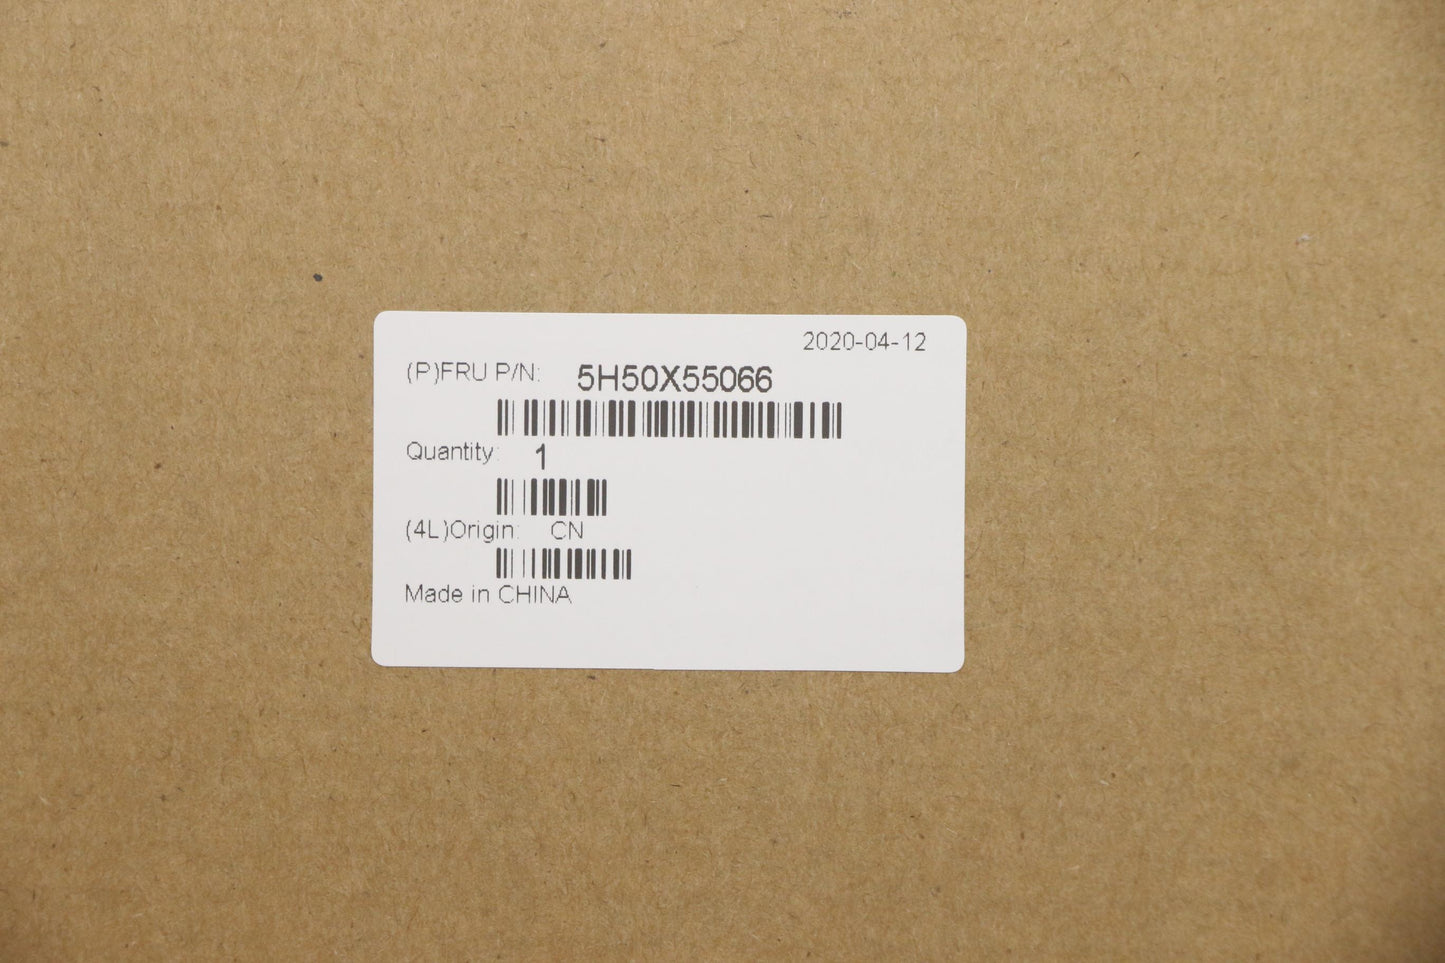 2020-04-12
(P)FRU P/N: 5H50X55066
Quantity: 1
(4L)Origin: CN
Made in CHINA